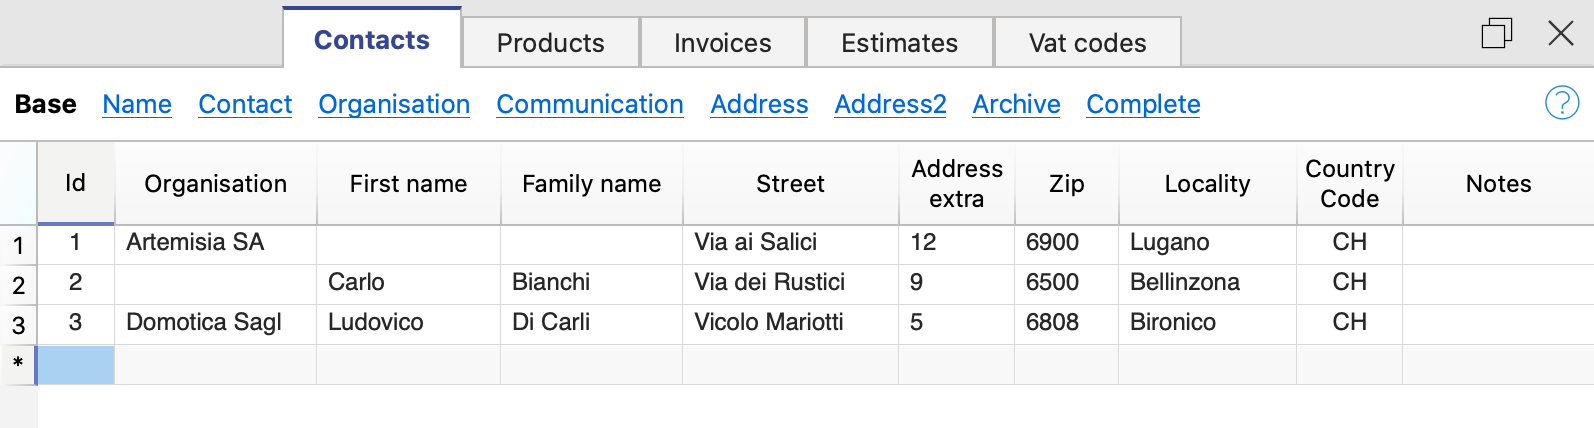 Contacts Products Invoices Estimates Vat codes
Base Name Contact Organisation Communication Address Address2 Archive Complete ?
Id Organisation First name Family name Street Address extra Zip Locality Country Code Notes
1 1 Artemisia SA Via ai Salici 12 6900 Lugano CH
2 2 Carlo Bianchi Via dei Rustici 9 6500 Bellinzona CH
3 3 Domotica Sagl Ludovico Di Carli Vicolo Mariotti 5 6808 Bironico CH
*